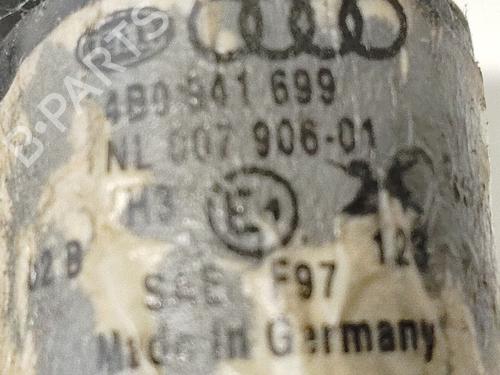 4B0 941 699
NL 007 906-01
H3 E1
02 B 123
SAE F97
Made in Germany
B-PARTS